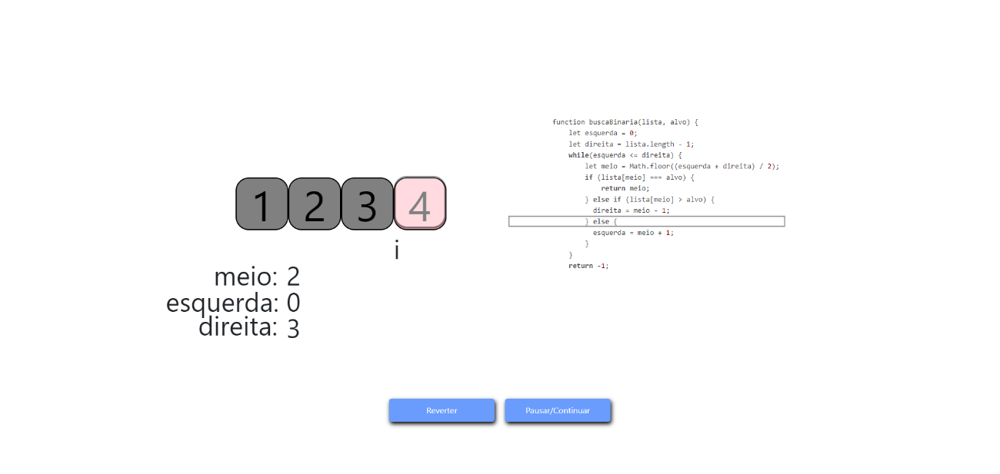 1 2 3 4
i
meio: 2
esquerda: 0
direita: 3
function buscaBinaria(lista, alvo) {
let esquerda = 0;
let direita = lista.length - 1;
while(esquerda <= direita) {
let meio = Math.floor((esquerda + direita) / 2);
if (lista[meio] === alvo) {
return meio;
} else if (lista[meio] > alvo) {
direita = meio - 1;
} else {
esquerda = meio + 1;
}
}
return -1;
Reverter
Pausar/Continuar